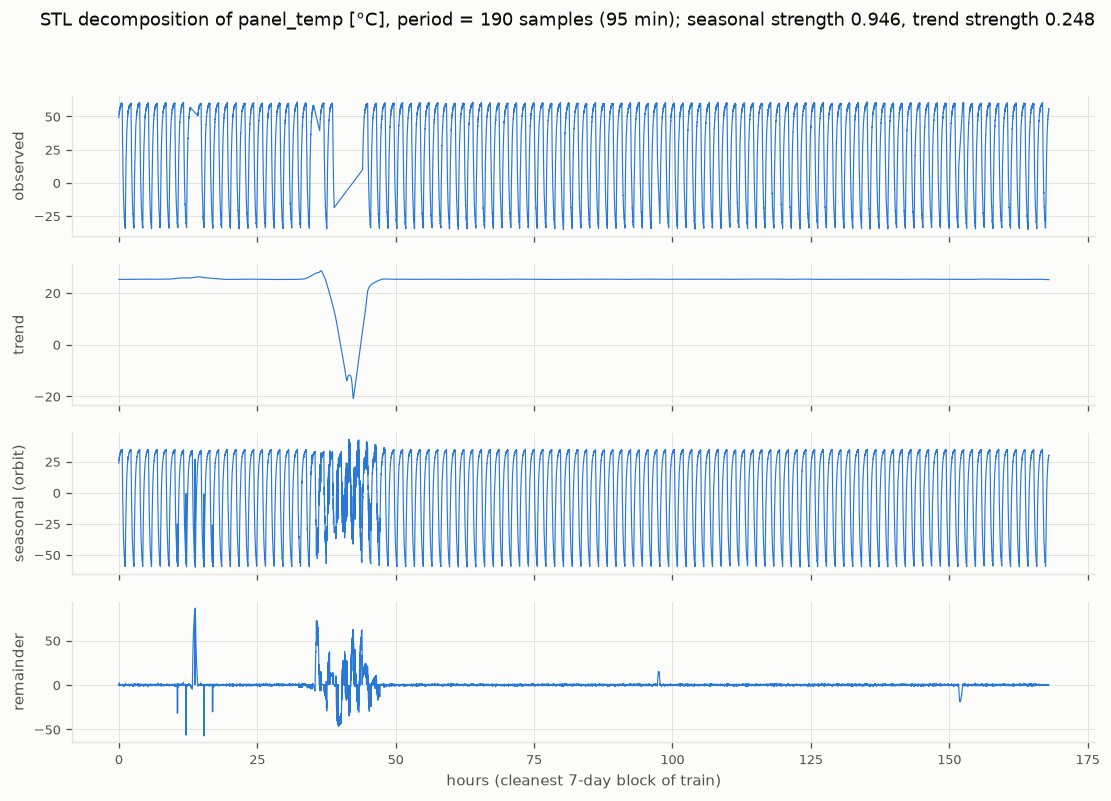 STL decomposition of panel_temp [°C], period = 190 samples (95 min); seasonal strength 0.946, trend strength 0.248
observed
50
25
0
−25
trend
20
0
−20
seasonal (orbit)
25
0
−25
−50
remainder
50
0
−50
0 25 50 75 100 125 150 175
hours (cleanest 7-day block of train)